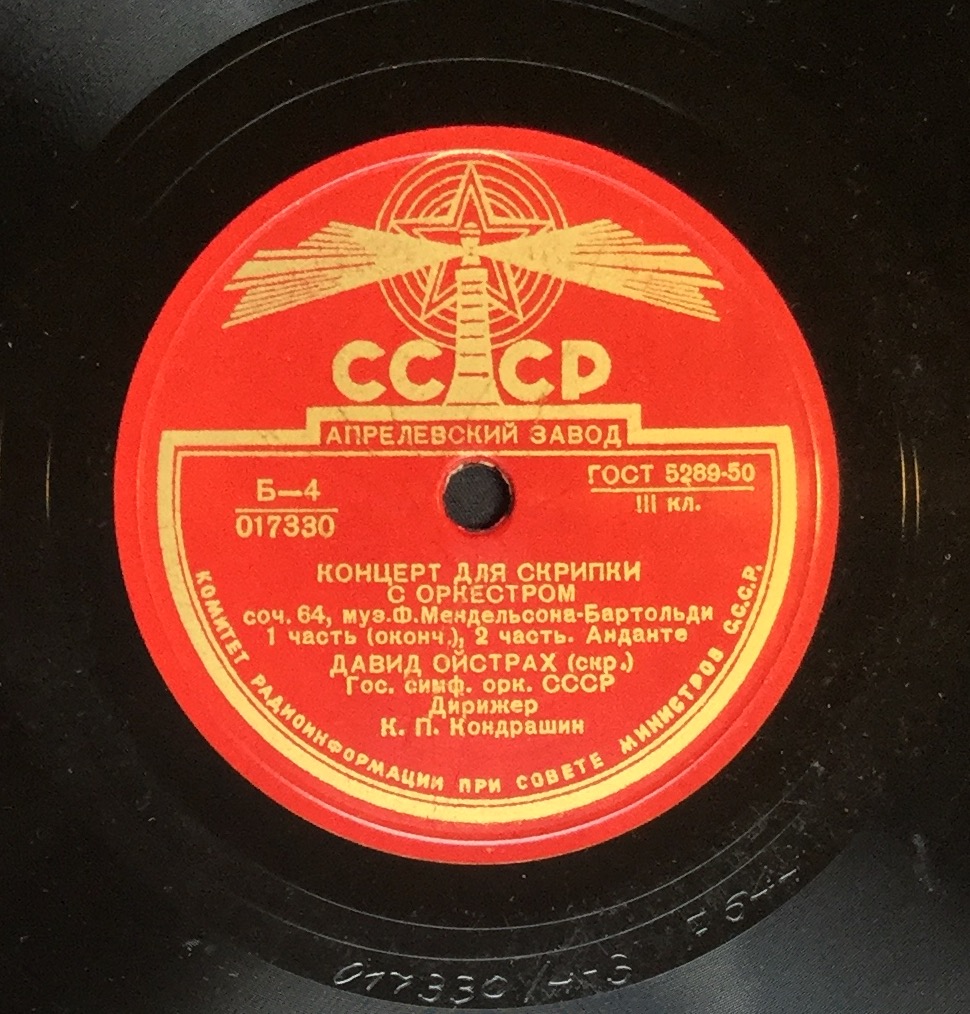 СССР
АПРЕЛЕВСКИЙ ЗАВОД
Б—4
017330
ГОСТ 5289-50
III кл.
КОНЦЕРТ ДЛЯ СКРИПКИ
С ОРКЕСТРОМ
соч. 64, муз.Ф.Мендельсона-Бартольди
1 часть (оконч.), 2 часть. Анданте
ДАВИД ОЙСТРАХ (скр.)
Гос. симф. орк. СССР
Дирижер
К. П. Кондрашин
КОМИТЕТ РАДИОИНФОРМАЦИИ ПРИ СОВЕТЕ МИНИСТРОВ С.С.С.Р.
017330